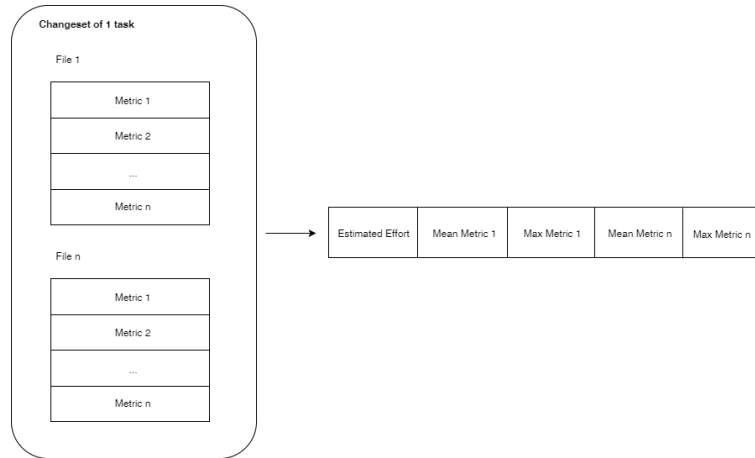 Changeset of 1 task
File 1
Metric 1
Metric 2
...
Metric n
File n
Metric 1
Metric 2
...
Metric n
Estimated Effort
Mean Metric 1
Max Metric 1
Mean Metric n
Max Metric n